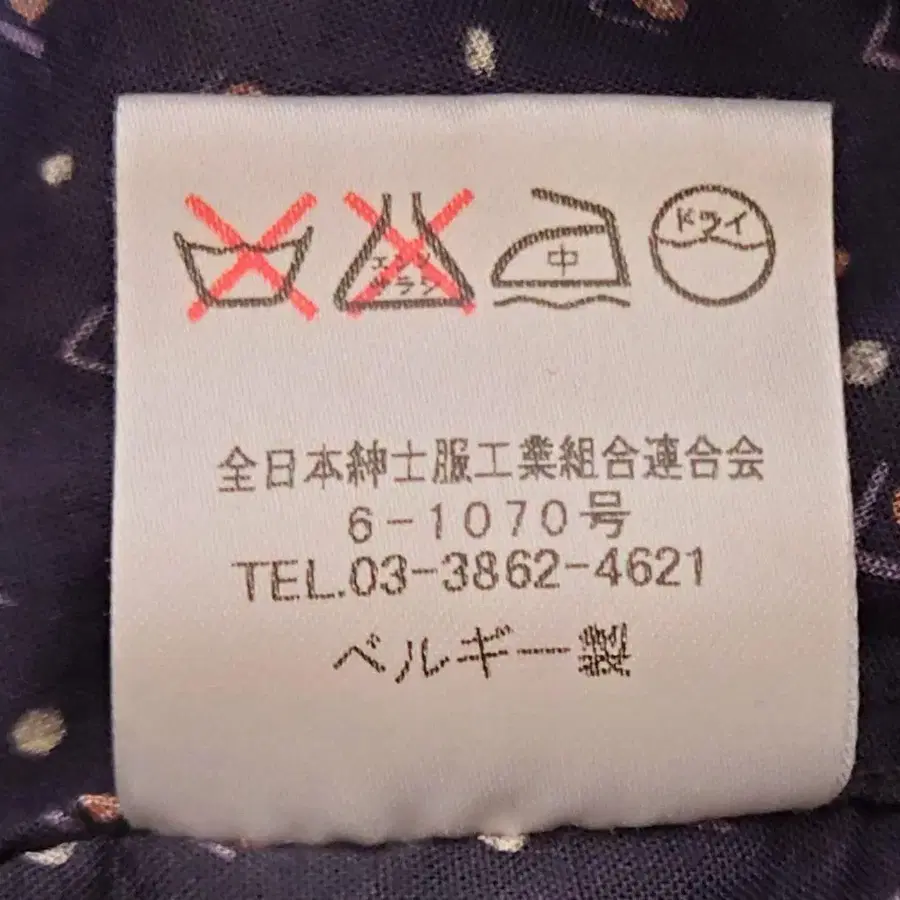 エンソ
サラシ
中
ドライ
全日本紳士服工業組合連合会
6-1070号
TEL.03-3862-4621
ベルギー製